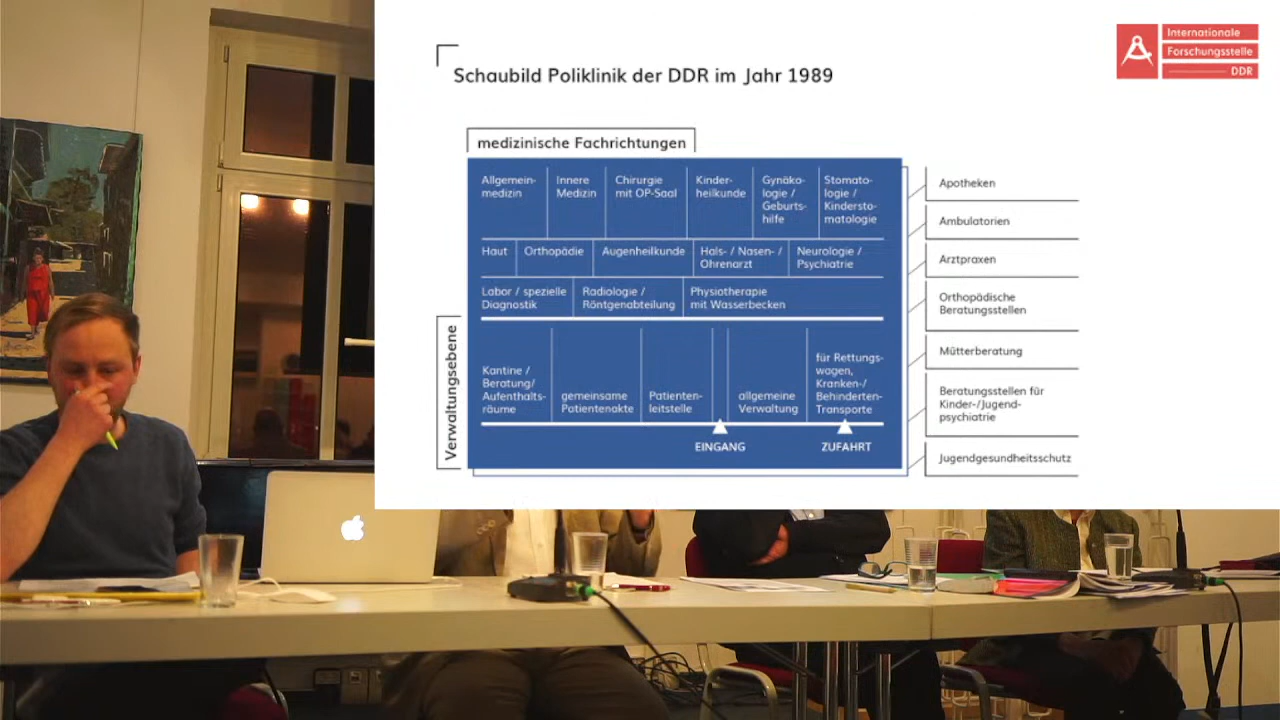 Internationale
Forschungsstelle
DDR
Schaubild Poliklinik der DDR im Jahr 1989
medizinische Fachrichtungen
Allgemein-
medizin
Innere
Medizin
Chirurgie
mit OP-Saal
Kinder-
heilkunde
Gynäko-
logie /
Geburts-
hilfe
Stomato-
logie /
Kindersto-
matologie
Haut
Orthopädie
Augenheilkunde
Hals- / Nasen- /
Ohrenarzt
Neurologie /
Psychiatrie
Labor / spezielle
Diagnostik
Radiologie /
Röntgenabteilung
Physiotherapie
mit Wasserbecken
Verwaltungsebene
Kantine /
Beratung/
Aufenthalts-
räume
gemeinsame
Patientenakte
Patienten-
leitstelle
allgemeine
Verwaltung
für Rettungs-
wagen,
Kranken-/
Behinderten-
Transporte
EINGANG
ZUFAHRT
Apotheken
Ambulatorien
Arztpraxen
Orthopädische
Beratungsstellen
Mütterberatung
Beratungsstellen für
Kinder-/Jugend-
psychiatrie
Jugendgesundheitsschutz